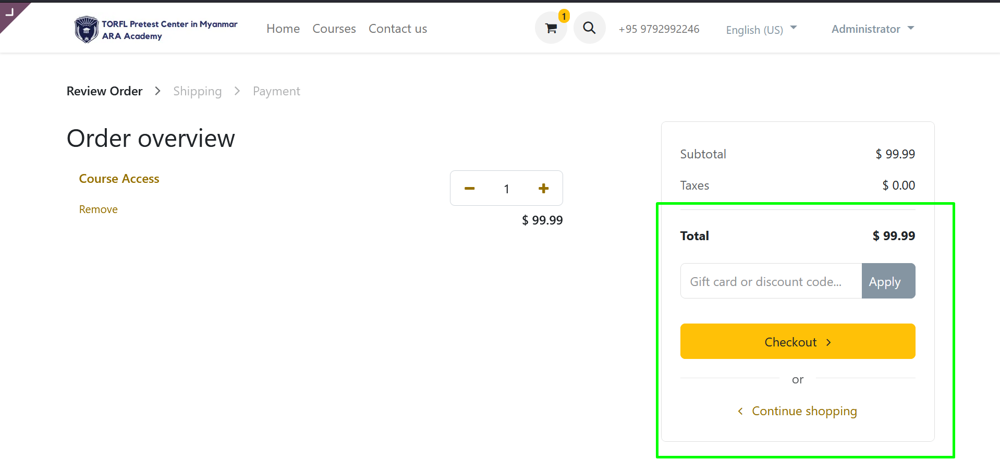 TORFL Pretest Center in Myanmar
ARA Academy
Home Courses Contact us
1
+95 9792992246
English (US)
Administrator
Review Order > Shipping > Payment
Order overview
Course Access
Remove
1
$ 99.99
Subtotal $ 99.99
Taxes $ 0.00
Total $ 99.99
Gift card or discount code... Apply
Checkout >
or
< Continue shopping